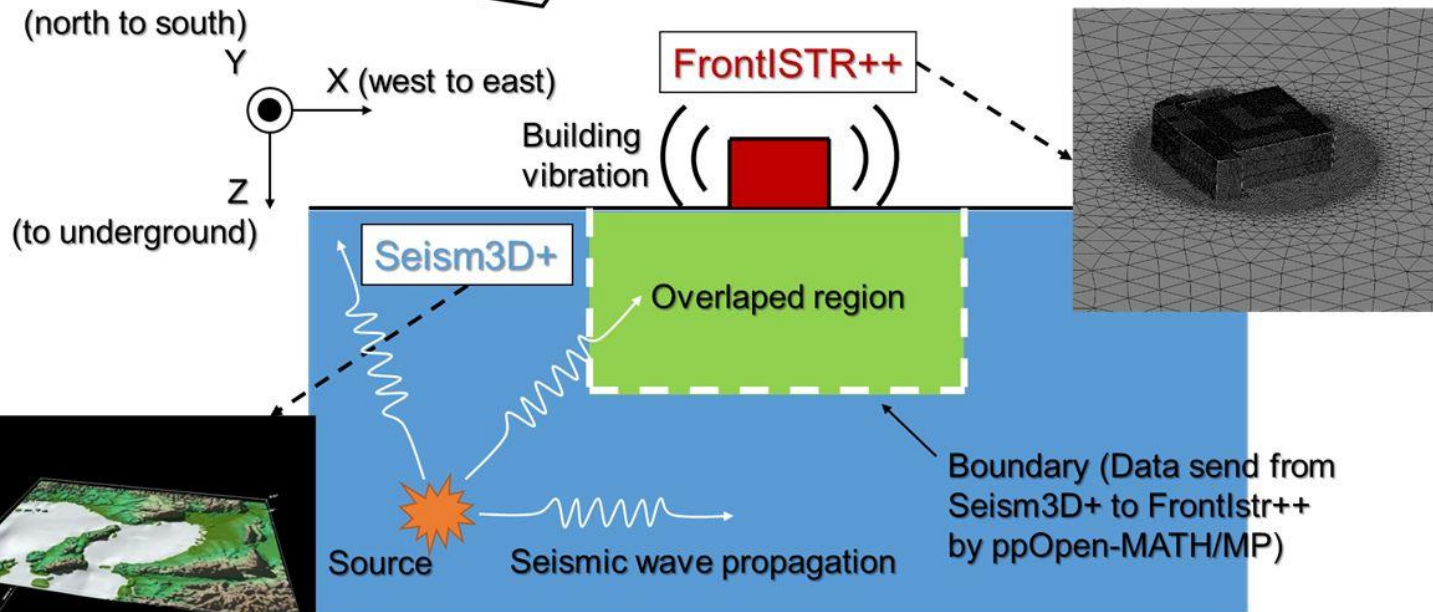 (north to south)
Y
X (west to east)
Z
(to underground)
FrontISTR++
Building
vibration
Seism3D+
Overlaped region
Boundary (Data send from
Seism3D+ to FrontIstr++
by ppOpen-MATH/MP)
Source
Seismic wave propagation